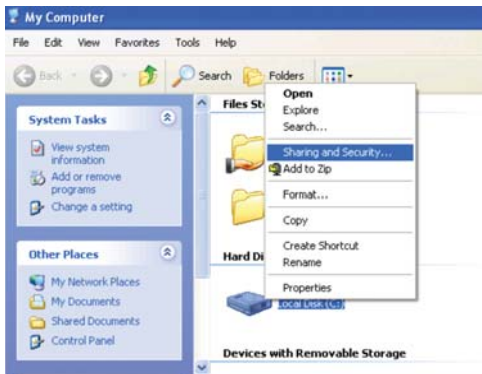 My Computer
File Edit View Favorites Tools Help
Back Search Folders
System Tasks
View system
information
Add or remove
programs
Change a setting
Other Places
My Network Places
My Documents
Shared Documents
Control Panel
Files St
Hard Di
Local Disk (C:)
Devices with Removable Storage
Open
Explore
Search...
Sharing and Security...
Add to Zip
Format...
Copy
Create Shortcut
Rename
Properties